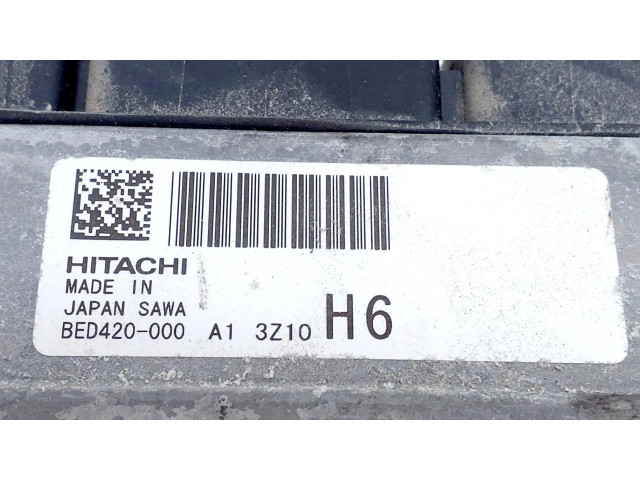 HITACHI
MADE IN
JAPAN SAWA
BED420-000 A1 3Z10 H6